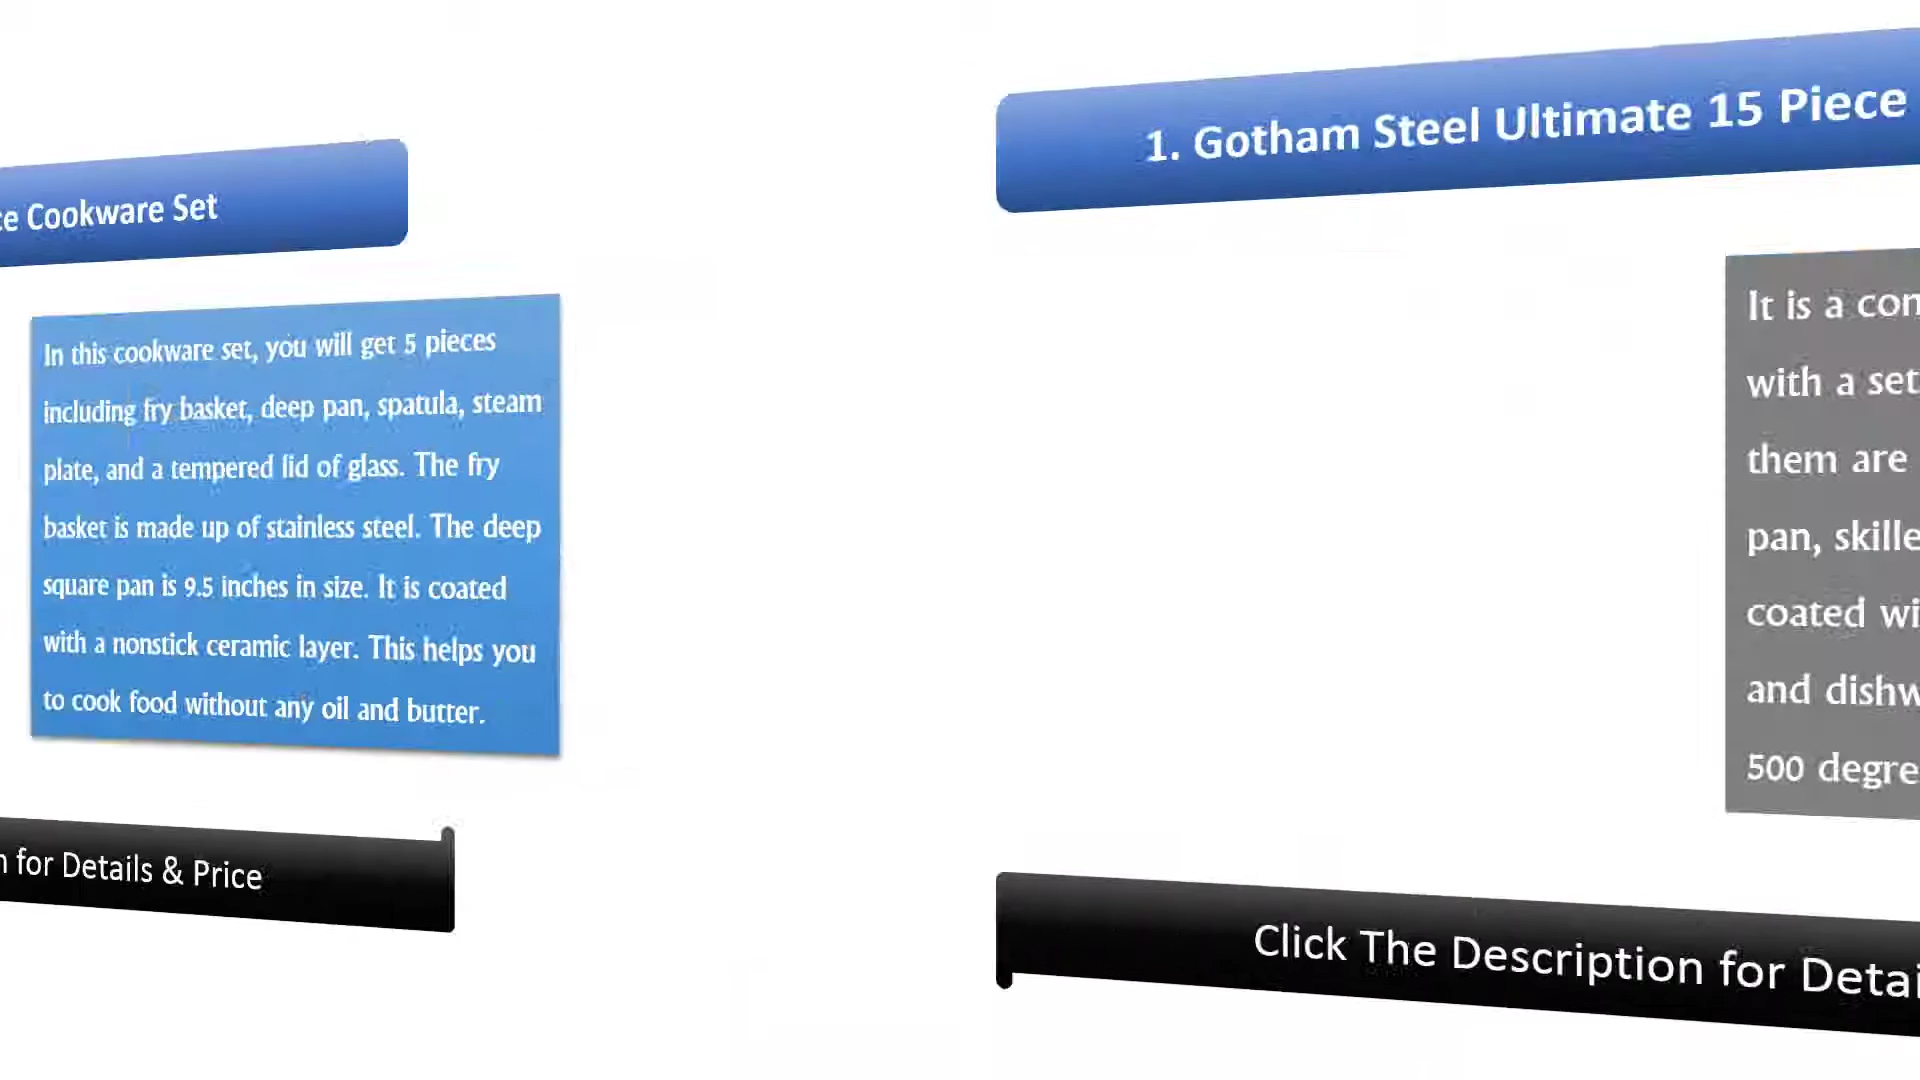 Cookware Set
In this cookware set, you will get 5 pieces
including fry basket, deep pan, spatula, steam
plate, and a tempered lid of glass. The fry
basket is made up of stainless steel. The deep
square pan is 9.5 inches in size. It is coated
with a nonstick ceramic layer. This helps you
to cook food without any oil and butter.
for Details & Price
1. Gotham Steel Ultimate 15 Piece
It is a
with a set
them are
pan,
coated
and
500
Click The Description for